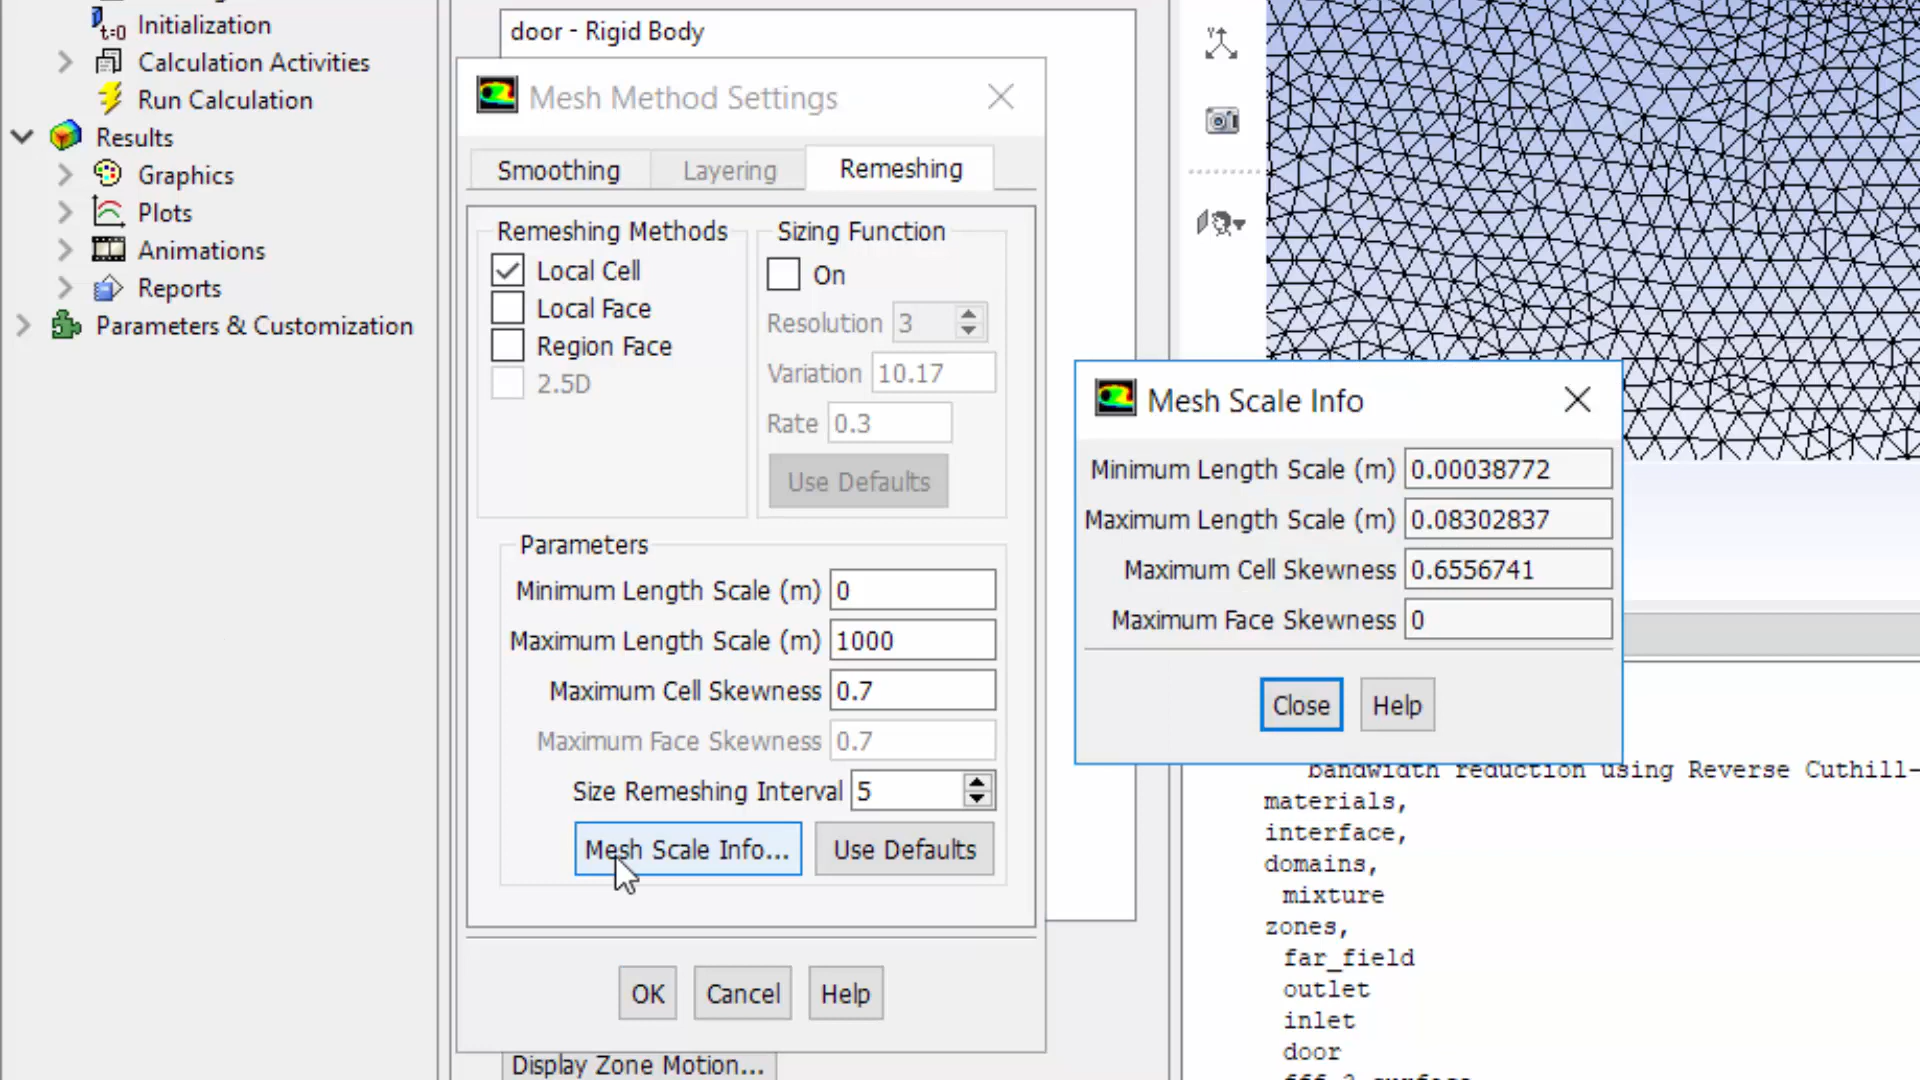 t=0 Initialization
Calculation Activities
Run Calculation
Results
Graphics
Plots
Animations
Reports
Parameters & Customization
door - Rigid Body
Mesh Method Settings
Smoothing Layering Remeshing
Remeshing Methods
Local Cell
Local Face
Region Face
2.5D
Sizing Function
On
Resolution 3
Variation 10.17
Rate 0.3
Use Defaults
Parameters
Minimum Length Scale (m) 0
Maximum Length Scale (m) 1000
Maximum Cell Skewness 0.7
Maximum Face Skewness 0.7
Size Remeshing Interval 5
Mesh Scale Info... Use Defaults
OK Cancel Help
Display Zone Motion...
Mesh Scale Info
Minimum Length Scale (m) 0.00038772
Maximum Length Scale (m) 0.08302837
Maximum Cell Skewness 0.6556741
Maximum Face Skewness 0
Close Help
bandwidth reduction using Reverse Cuthill-
materials,
interface,
domains,
mixture
zones,
far_field
outlet
inlet
door